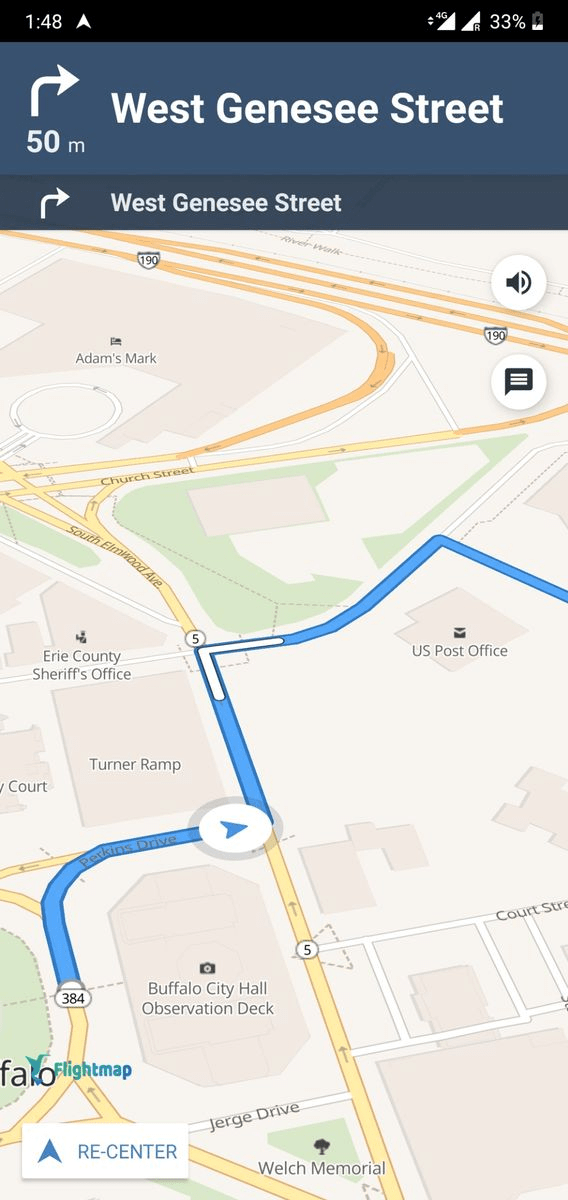 1:48
4G
R
33%
West Genesee Street
50 m
West Genesee Street
River Walk
190
190
Adam's Mark
Church Street
South Elmwood Ave
5
Erie County
Sheriff's Office
US Post Office
Turner Ramp
y Court
Perkins Drive
Court Stre
5
Buffalo City Hall
Observation Deck
384
falo
Flightmap
Jerge Drive
RE-CENTER
Welch Memorial